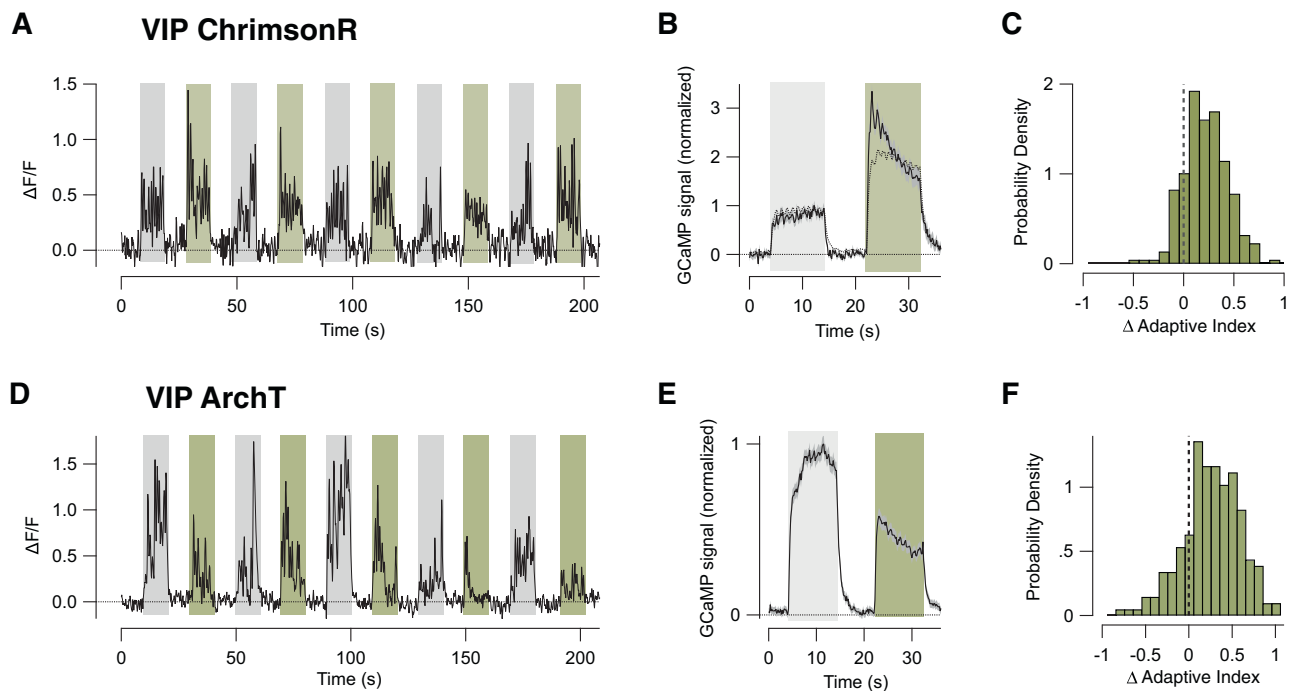 A VIP ChrimsonR
ΔF/F
1.5
1.0
0.5
0.0
0 50 100 150 200
Time (s)
B
GCaMP signal (normalized)
3
2
1
0
0 10 20 30
Time (s)
C
Probability Density
2
1
0
-1 -0.5 0 0.5 1
Δ Adaptive Index
D VIP ArchT
ΔF/F
1.5
1.0
0.5
0.0
0 50 100 150 200
Time (s)
E
GCaMP signal (normalized)
1
0
0 10 20 30
Time (s)
F
Probability Density
1
.5
0
-1 -0.5 0 0.5 1
Δ Adaptive Index